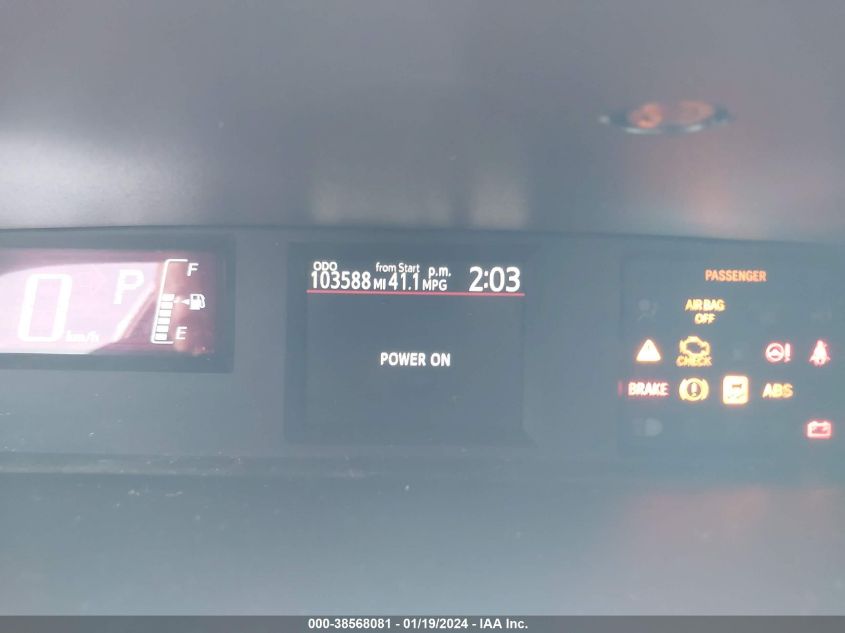 0 km/h
P
F
E
ODO from Start p.m.
103588 MI 41.1 MPG 2:03
POWER ON
PASSENGER
AIR BAG
OFF
CHECK
BRAKE ABS
000-38568081 - 01/19/2024 - IAA Inc.